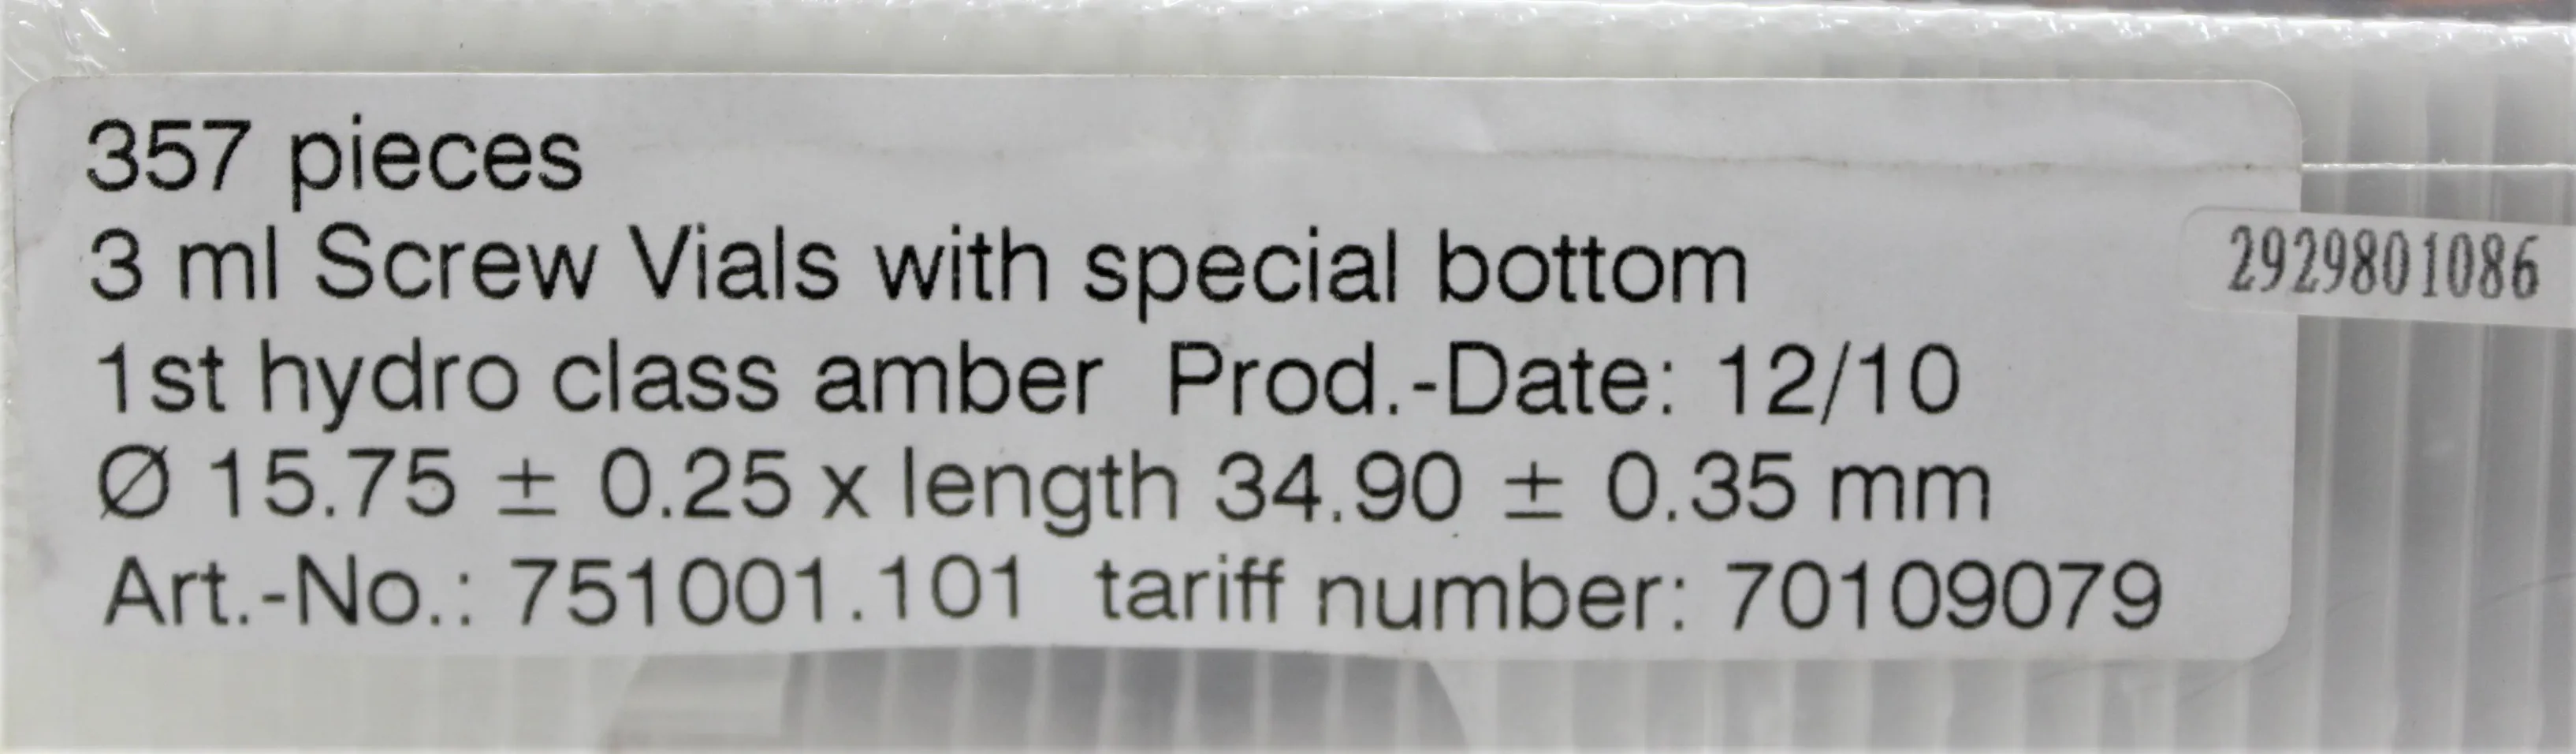 357 pieces
3 ml Screw Vials with special bottom
2929801086
1st hydro class amber  Prod.-Date: 12/10
Ø 15.75 ± 0.25 x length 34.90 ± 0.35 mm
Art.-No.: 751001.101  tariff number: 70109079